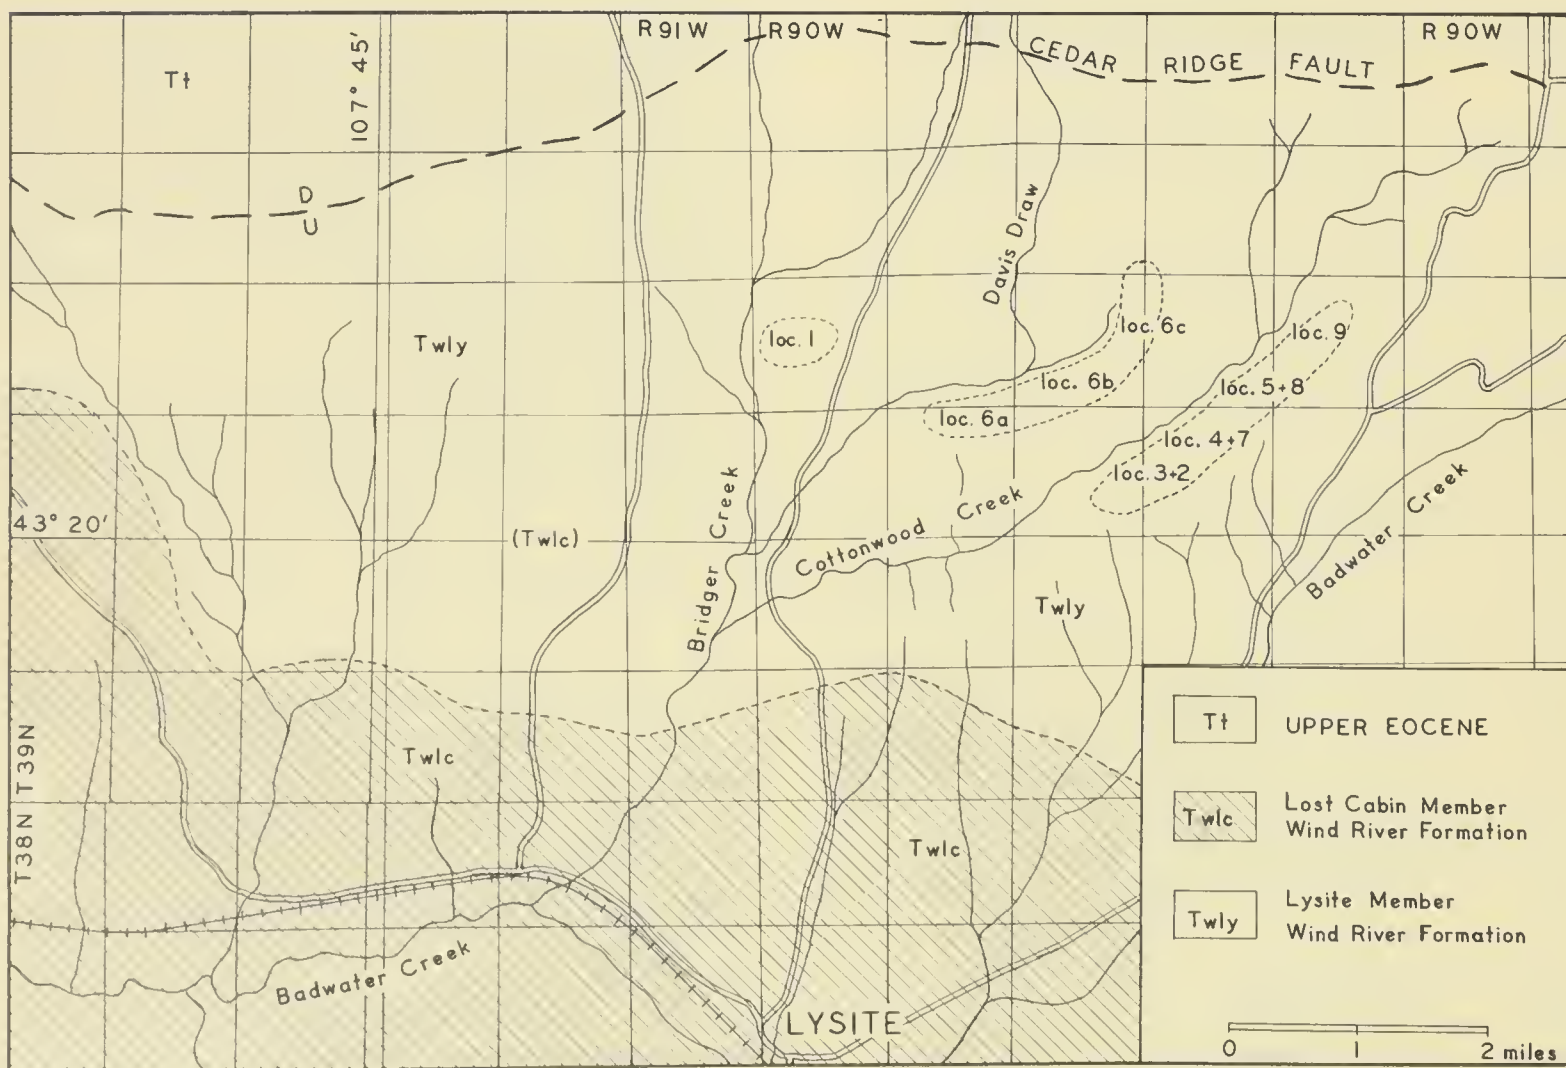 R 91 W
R 90W
R 90W
CEDAR RIDGE FAULT
Tt
107° 45'
D
U
Davis Draw
Twly
loc. 1
loc. 6c
loc. 9
loc. 6b
loc. 5+8
loc. 6a
loc. 4+7
loc. 3+2
43° 20'
(Twlc)
Bridger Creek
Cottonwood Creek
Badwater Creek
Twly
T38N T39N
Twlc
Twlc
Badwater Creek
LYSITE
Tt UPPER EOCENE
Twlc Lost Cabin Member
Wind River Formation
Twly Lysite Member
Wind River Formation
0 1 2 miles